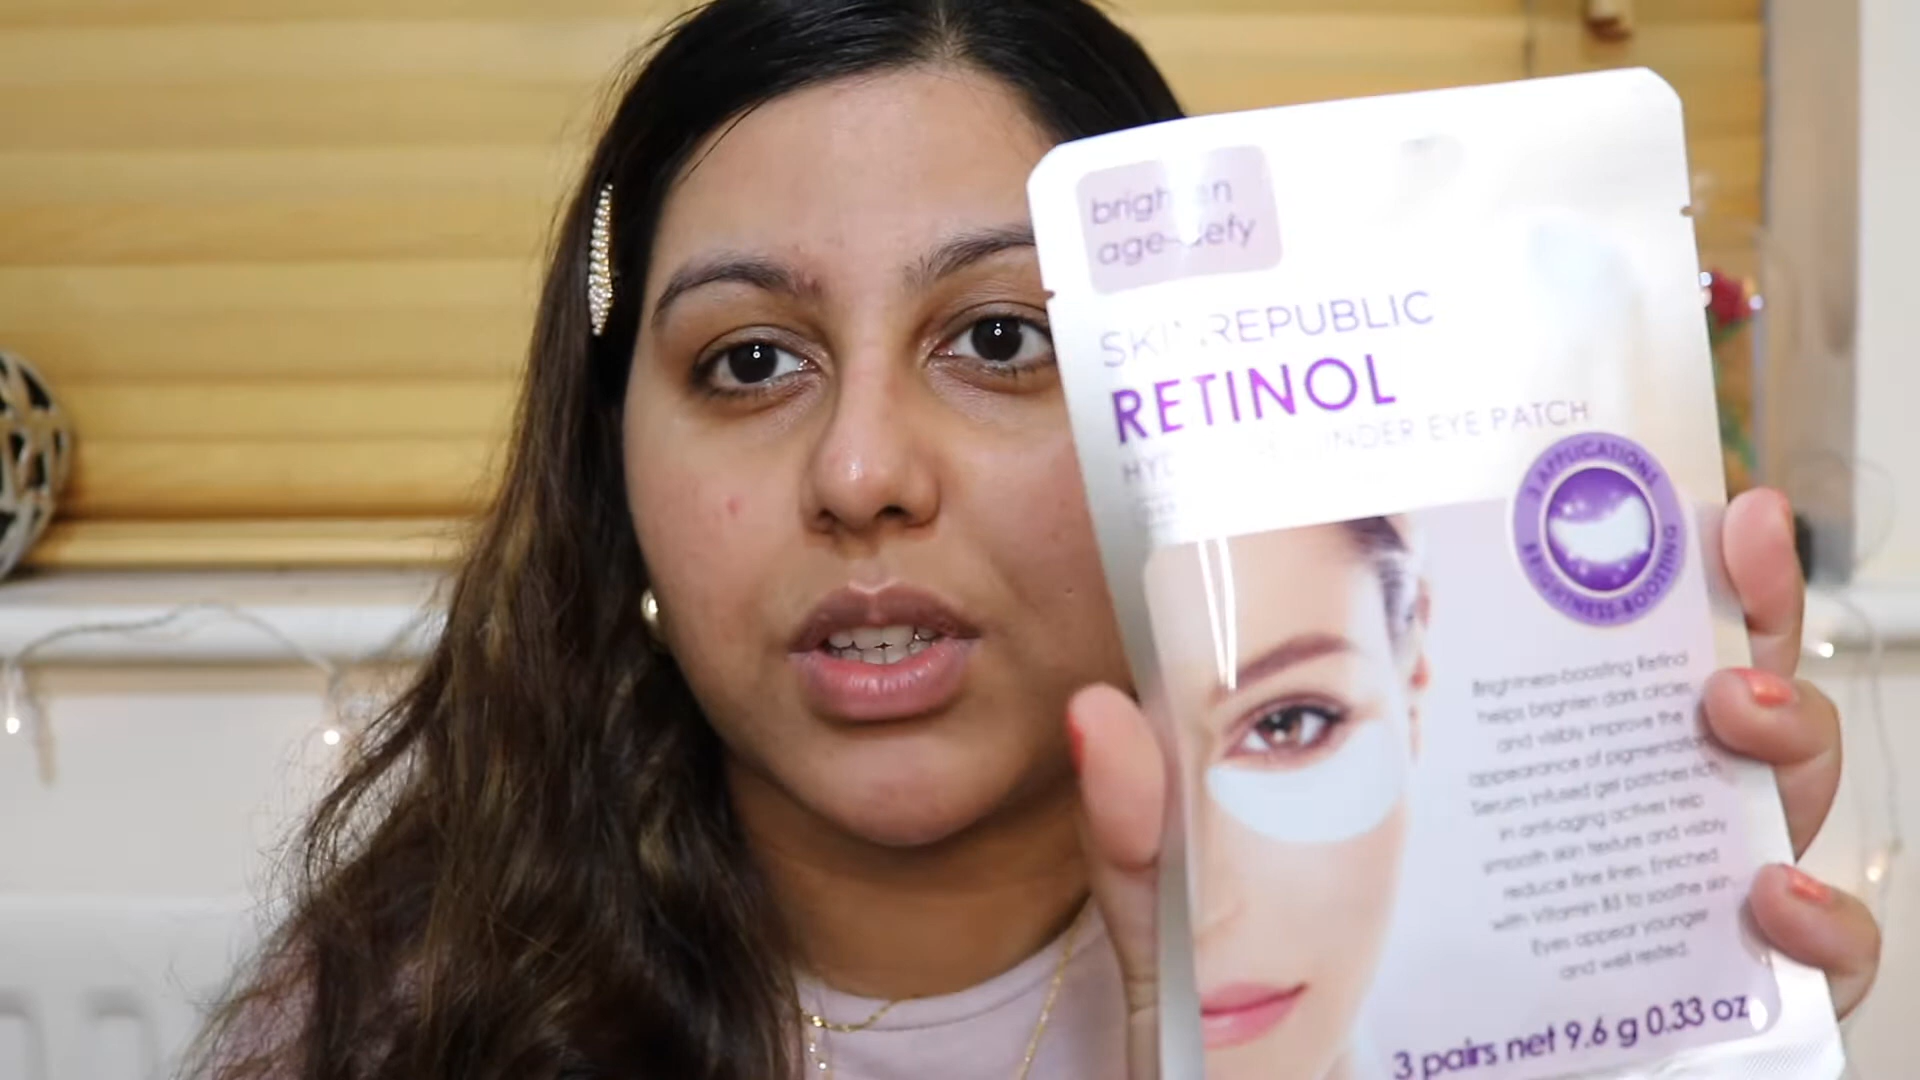 brighten
age-defy
SKIN REPUBLIC
RETINOL
UNDER EYE PATCH
3 APPLICATIONS
BRIGHTNESS-BOOSTING
Brightness-boosting Retinol
helps brighten dark circles
and visibly improve the
appearance of pigmentation
Serum infused gel patches rich
in anti-aging actives help
smooth skin texture and visibly
reduce fine lines. Enriched
with Vitamin B3 to soothe skin
Eyes appear younger
and well rested.
3 pairs net 9.6 g 0.33 oz